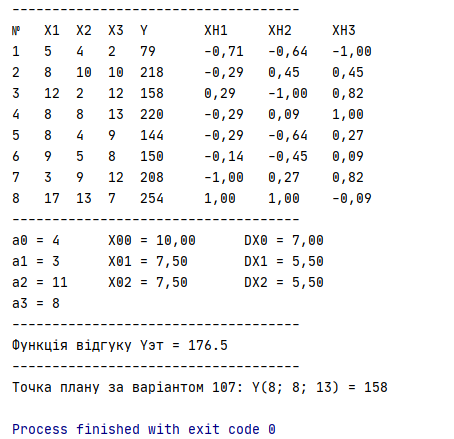 ------------------------------------
№ X1 X2 X3 Y XH1 XH2 XH3
1 5 4 2 79 -0,71 -0,64 -1,00
2 8 10 10 218 -0,29 0,45 0,45
3 12 2 12 158 0,29 -1,00 0,82
4 8 8 13 220 -0,29 0,09 1,00
5 8 4 9 144 -0,29 -0,64 0,27
6 9 5 8 150 -0,14 -0,45 0,09
7 3 9 12 208 -1,00 0,27 0,82
8 17 13 7 254 1,00 1,00 -0,09
------------------------------------
a0 = 4 X00 = 10,00 DX0 = 7,00
a1 = 3 X01 = 7,50 DX1 = 5,50
a2 = 11 X02 = 7,50 DX2 = 5,50
a3 = 8
------------------------------------
Функція відгуку Yэт = 176.5
------------------------------------
Точка плану за варіантом 107: Y(8; 8; 13) = 158
Process finished with exit code 0